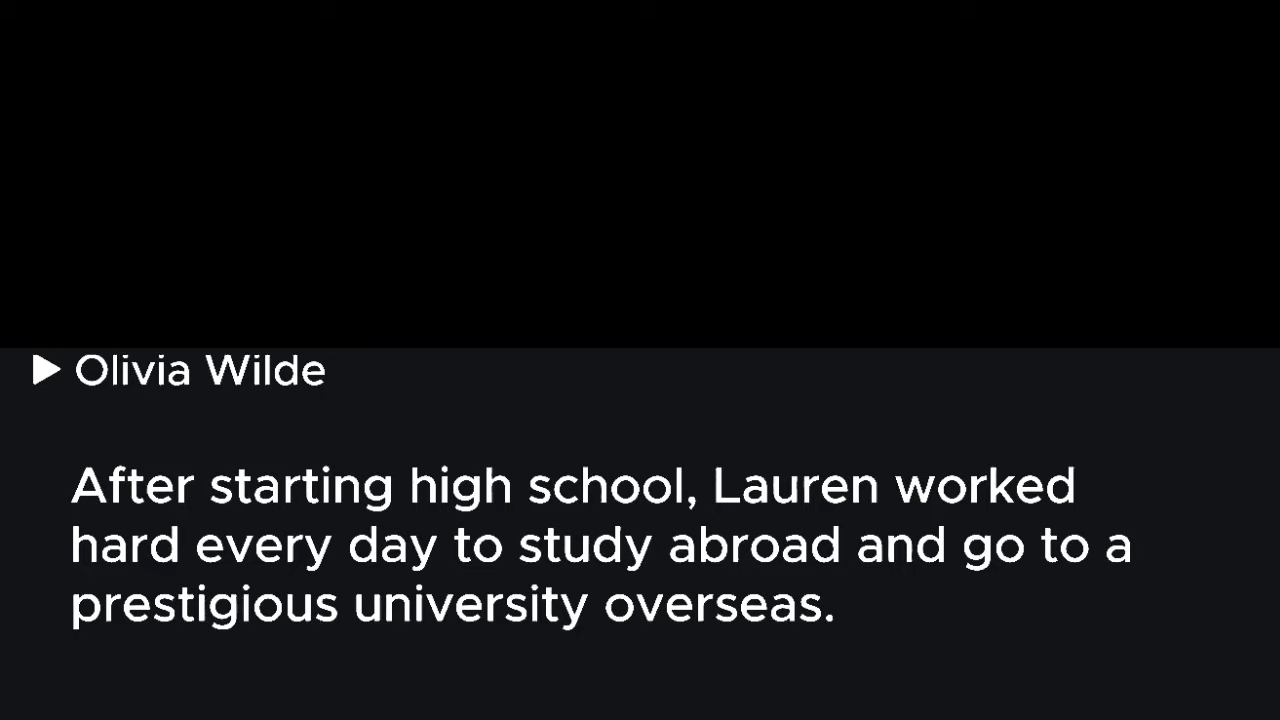 ▶ Olivia Wilde
After starting high school, Lauren worked
hard every day to study abroad and go to a
prestigious university overseas.